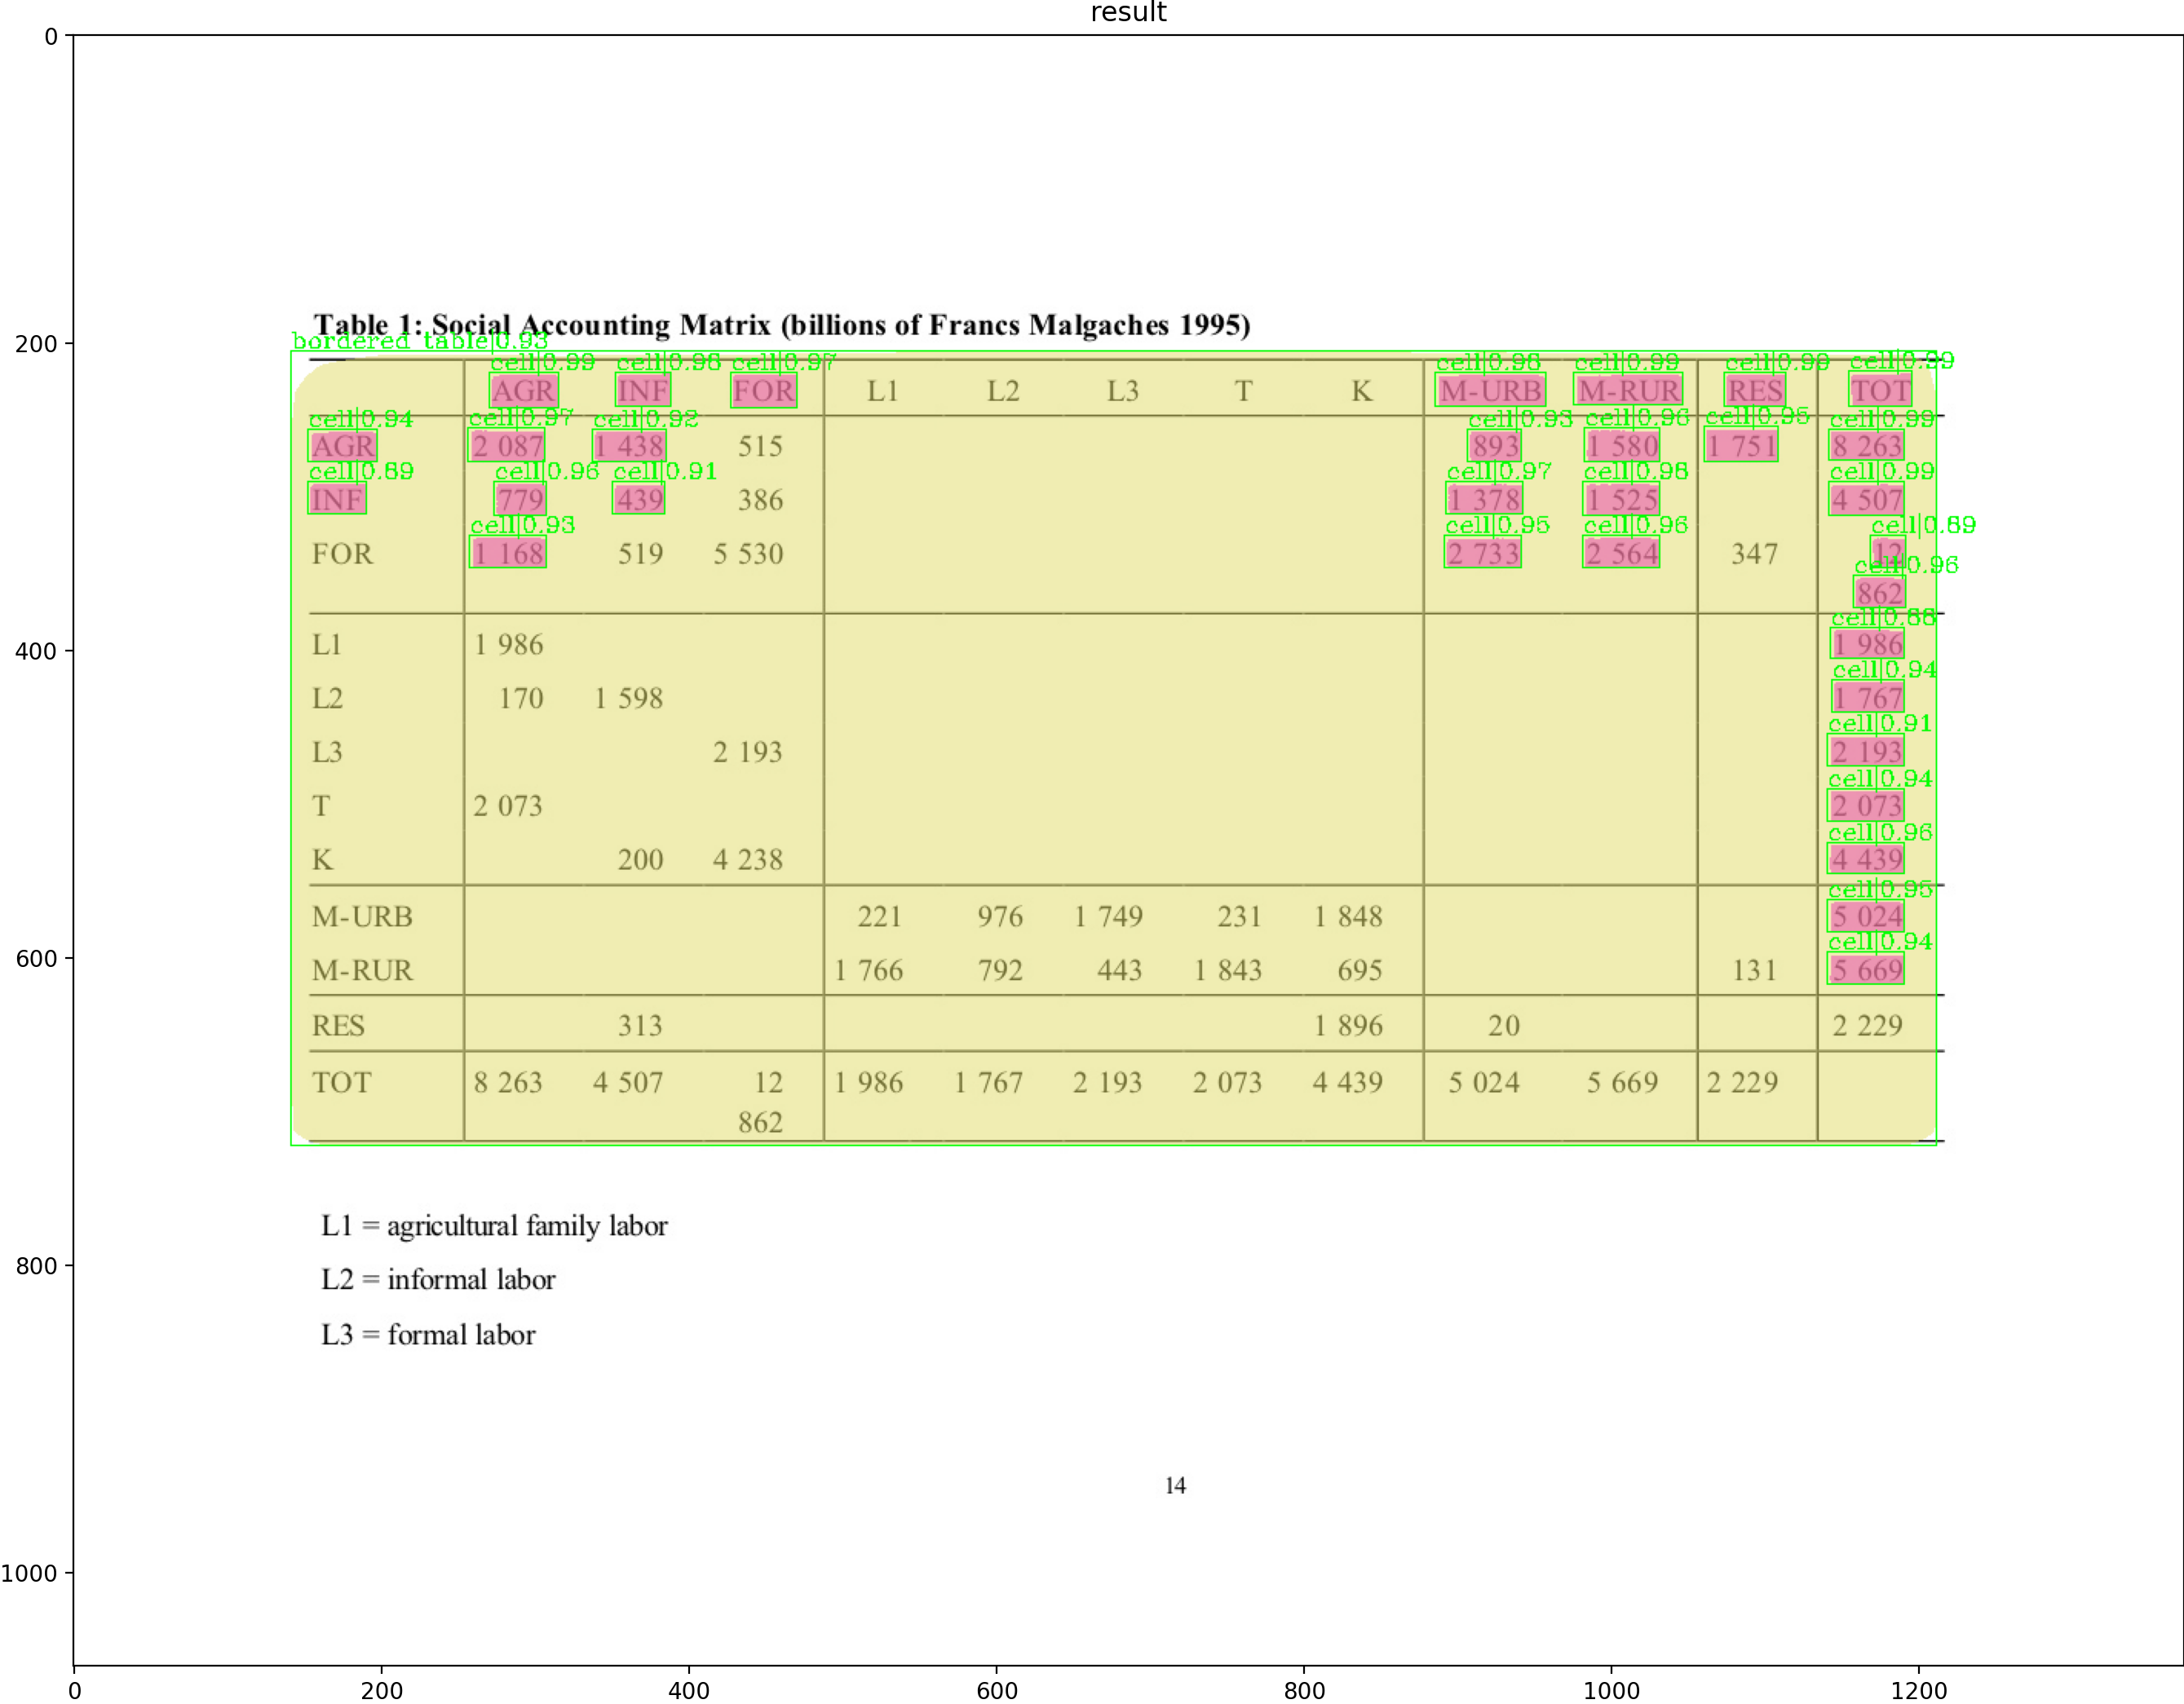 result
Table 1: Social Accounting Matrix (billions of Francs Malgaches 1995)
bordered table|0.93
cell|0.99 cell|0.98 cell|0.97 cell|0.98 cell|0.99 cell|0.99 cell|0.99
AGR INF FOR L1 L2 L3 T K M-URB M-RUR RES TOT
cell|0.94 cell|0.97 cell|0.92 cell|0.93 cell|0.96 cell|0.95 cell|0.99
AGR 2 087 1 438 515 893 1 580 1 751 8 263
cell|0.89 cell|0.96 cell|0.91 cell|0.97 cell|0.98 cell|0.99
INF 779 439 386 1 378 1 525 4 507
cell|0.93 cell|0.95 cell|0.96 cell|0.89
FOR 1 168 519 5 530 2 733 2 564 347 12
cell|0.96
862
cell|0.88
L1 1 986 1 986
cell|0.94
L2 170 1 598 1 767
cell|0.91
L3 2 193 2 193
cell|0.94
T 2 073 2 073
cell|0.96
K 200 4 238 4 439
cell|0.95
M-URB 221 976 1 749 231 1 848 5 024
cell|0.94
M-RUR 1 766 792 443 1 843 695 131 5 669
RES 313 1 896 20 2 229
TOT 8 263 4 507 12 1 986 1 767 2 193 2 073 4 439 5 024 5 669 2 229
862
L1 = agricultural family labor
L2 = informal labor
L3 = formal labor
14
0
200
400
600
800
1000
0 200 400 600 800 1000 1200